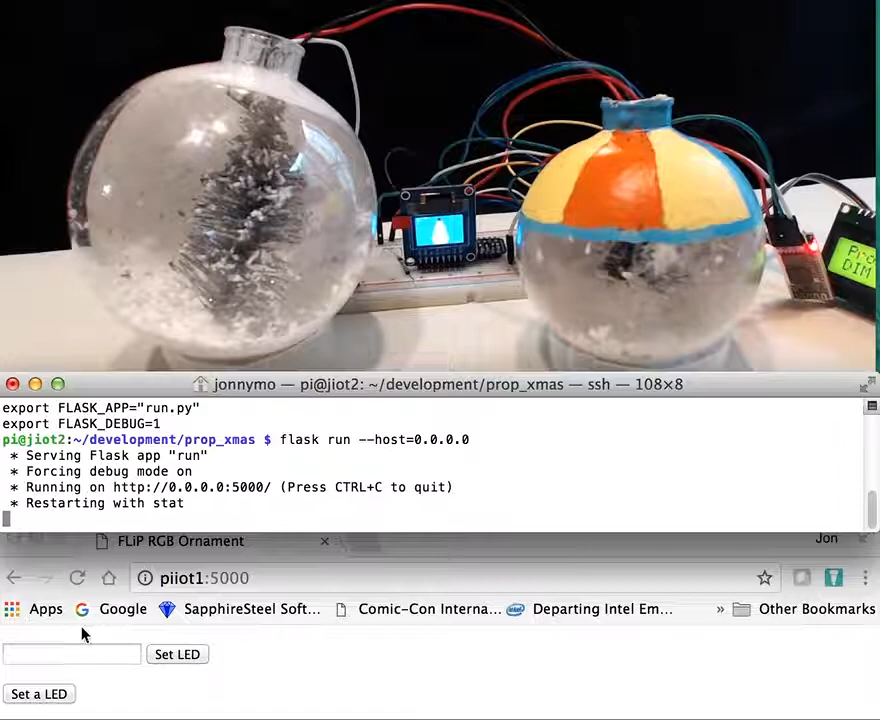 Pro
DIM
jonnymo — pi@jiot2: ~/development/prop_xmas — ssh — 108×8
export FLASK_APP="run.py"
export FLASK_DEBUG=1
pi@jiot2:~/development/prop_xmas $ flask run --host=0.0.0.0
* Serving Flask app "run"
* Forcing debug mode on
* Running on http://0.0.0.0:5000/ (Press CTRL+C to quit)
* Restarting with stat
FLiP RGB Ornament × Jon
piiot1:5000
Apps Google SapphireSteel Soft... Comic-Con Interna... Departing Intel Em... » Other Bookmarks
Set LED
Set a LED